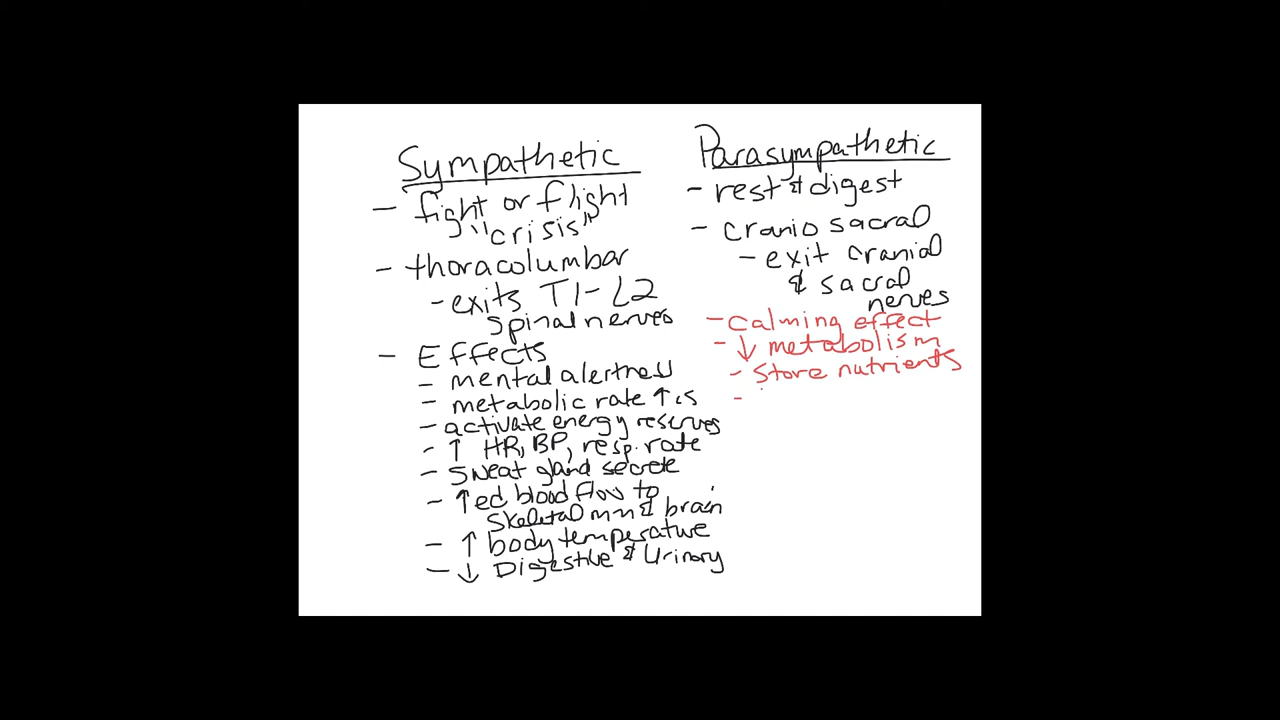 Sympathetic
- fight or flight
"crisis"
- thoracolumbar
- exits T1-L2
spinal nerves
- Effects
- mental alertness
- metabolic rate ↑es
- activate energy reserves
- ↑ HR, BP, resp. rate
- Sweat gland secrete
- ↑ed blood flow to
Skeletal mm & brain
- ↑ body temperature
- ↓ Digestive & Urinary
Parasympathetic
- rest & digest
- cranio sacral
- exit cranial
& sacral
nerves
- Calming effect
- ↓ metabolism
- Store nutrients
-